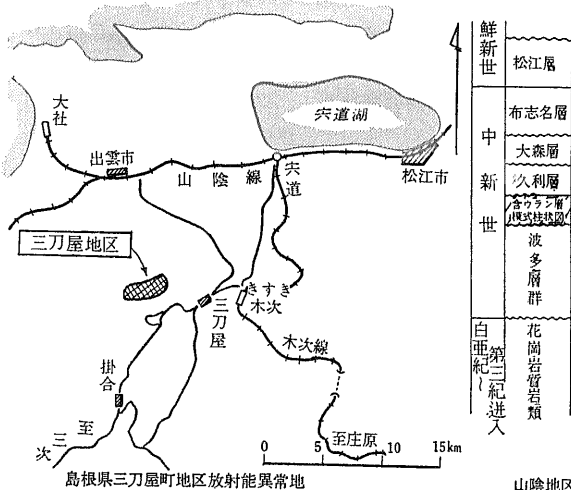 大社
出雲市
山陰線
宍道湖
宍道
松江市
三刀屋地区
三刀屋
きすき
木次
木次線
掛合
至三次
至庄原
0 5 10 15km
島根県三刀屋町地区放射能異常地
鮮新世
松江層
中新世
布志名層
大森層
久利層
含ウラン層
模式柱状図
波多層群
白亜紀~
第三紀迸入
花崗岩質岩類
山陰地区